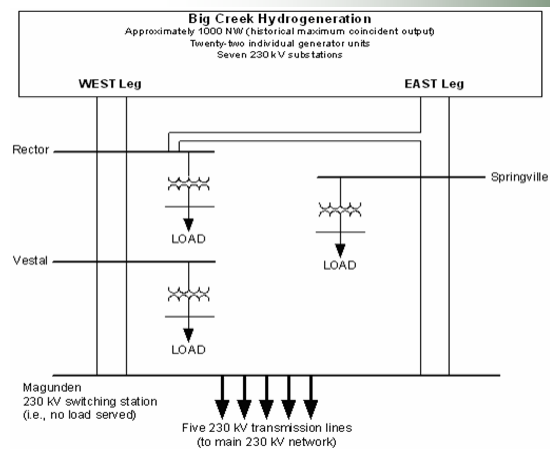 Big Creek Hydrogeneration
Approximately 1000 NW (historical maximum coincident output)
Twenty-two individual generator units
Seven 230 kV substations
WEST Leg
EAST Leg
Rector
Springville
LOAD
LOAD
Vestal
LOAD
Magunden
230 kV switching station
(i.e., no load served)
Five 230 kV transmission lines
(to main 230 kV network)